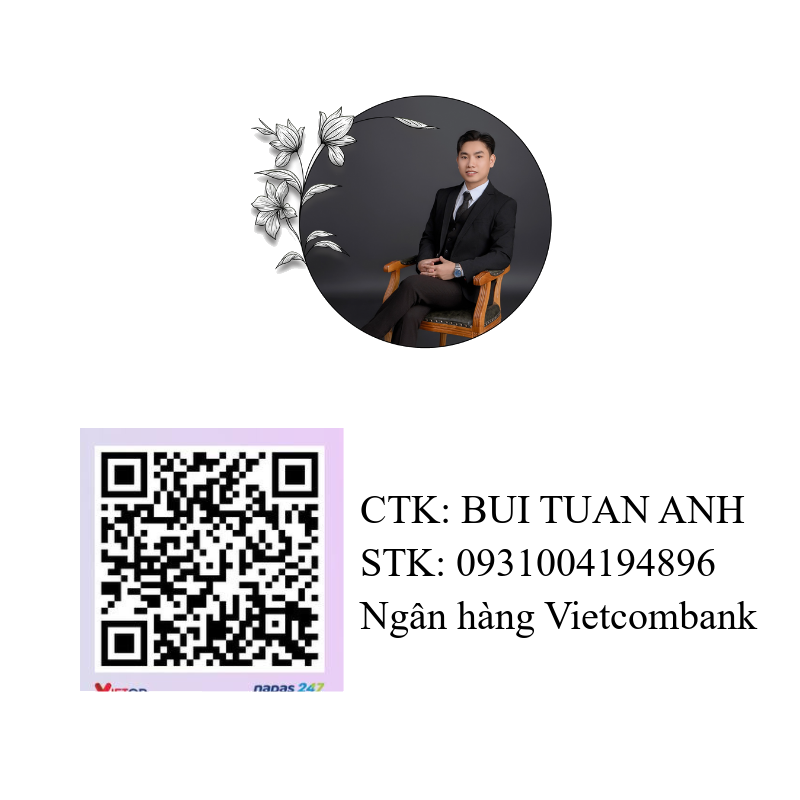 CTK: BUI TUAN ANH
STK: 0931004194896
Ngân hàng Vietcombank
napas 247